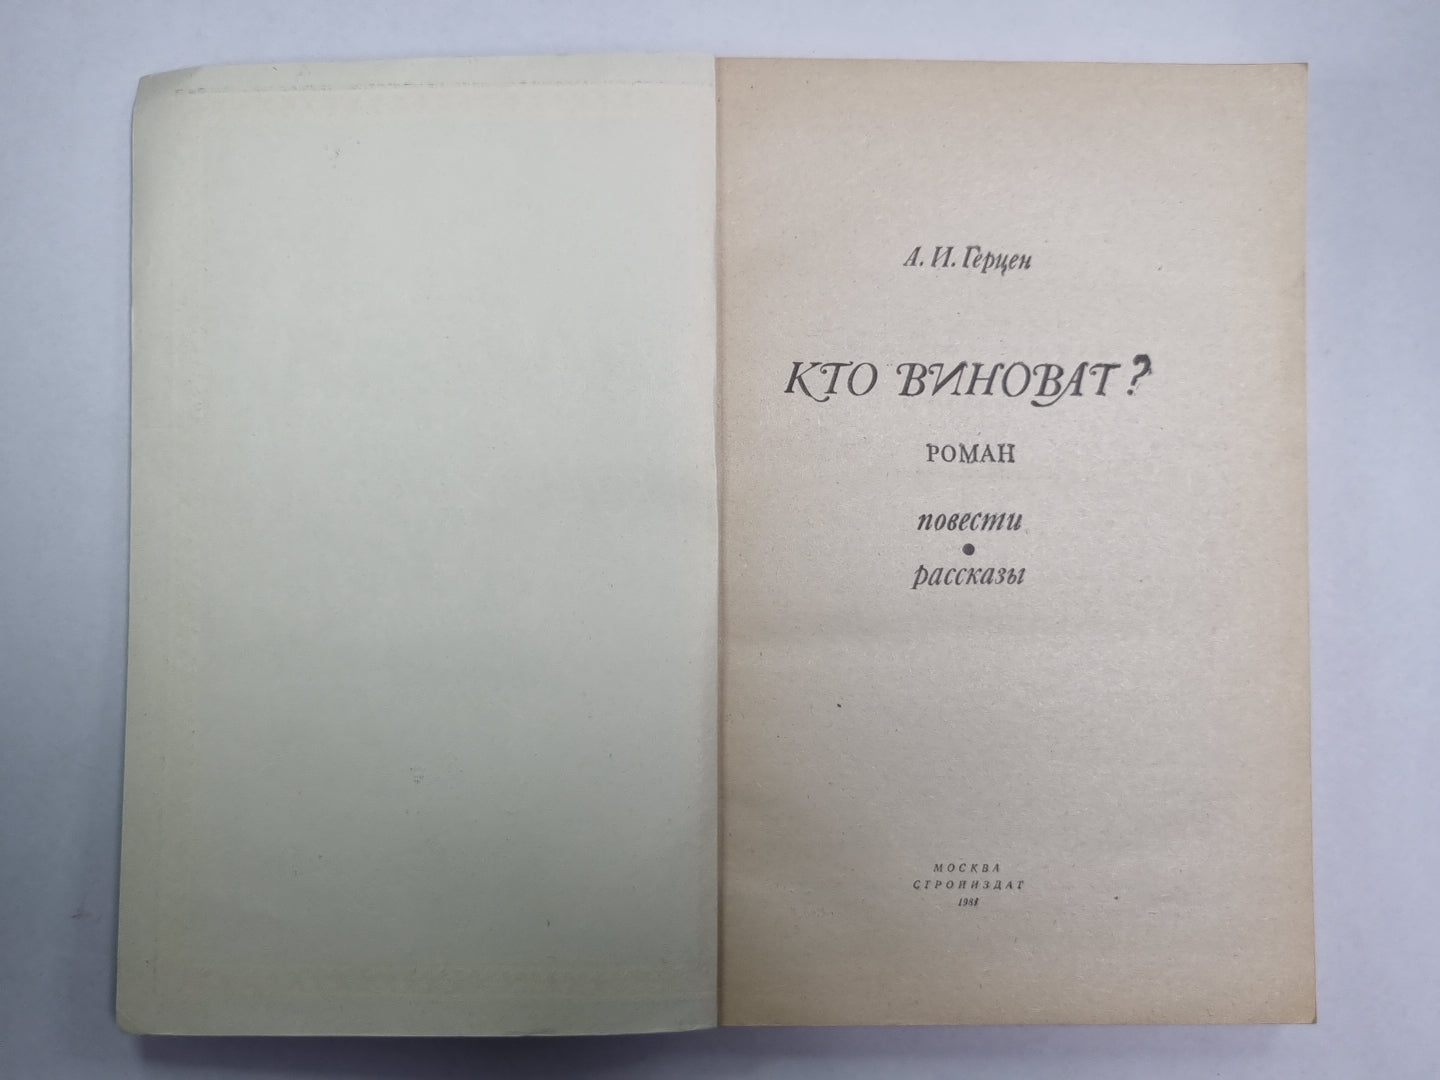 А. И. Герцен
КТО ВИНОВАТ?
РОМАН
повести
рассказы
МОСКВА
СТРОЙИЗДАТ
1981